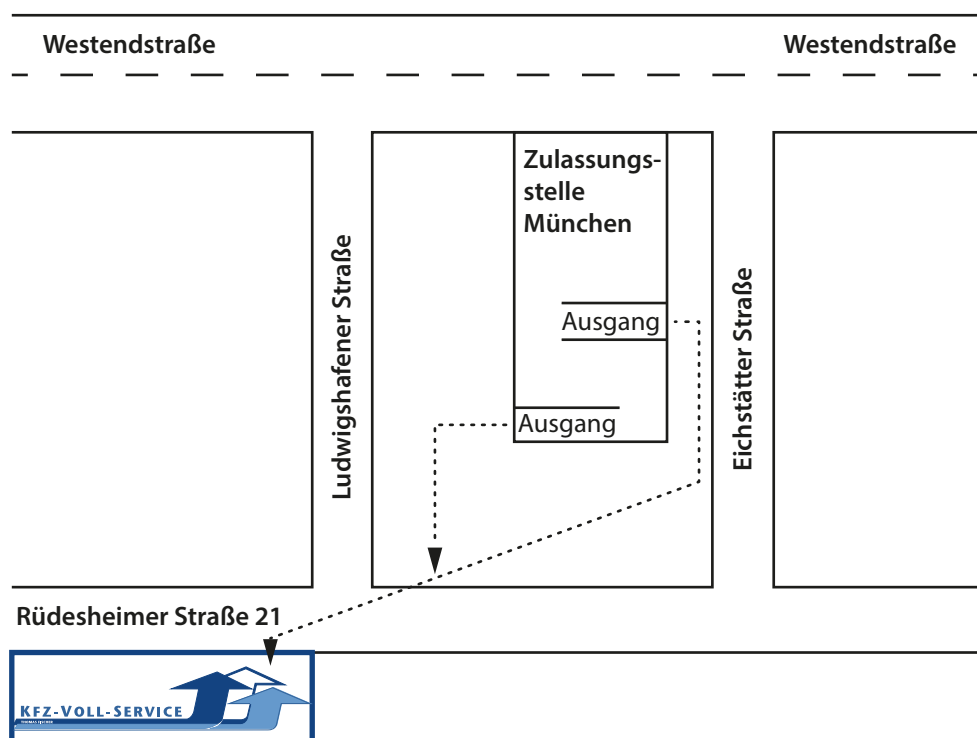 Westendstraße
Westendstraße
Zulassungs-
stelle
München
Ludwigshafener Straße
Eichstätter Straße
Ausgang
Ausgang
Rüdesheimer Straße 21
KFZ-VOLL-SERVICE